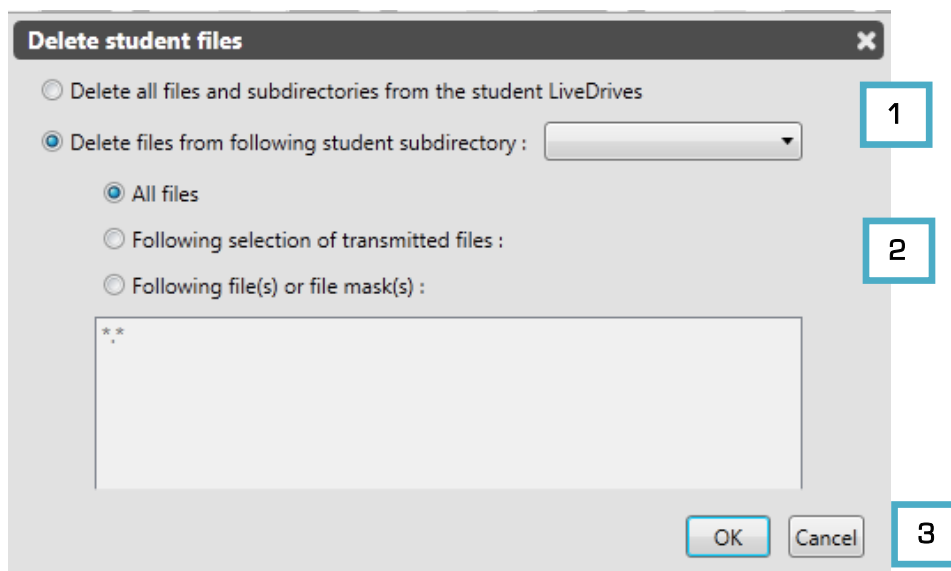 Delete student files
Delete all files and subdirectories from the student LiveDrives
1
Delete files from following student subdirectory :
All files
Following selection of transmitted files :
2
Following file(s) or file mask(s) :
*.*
OK Cancel 3